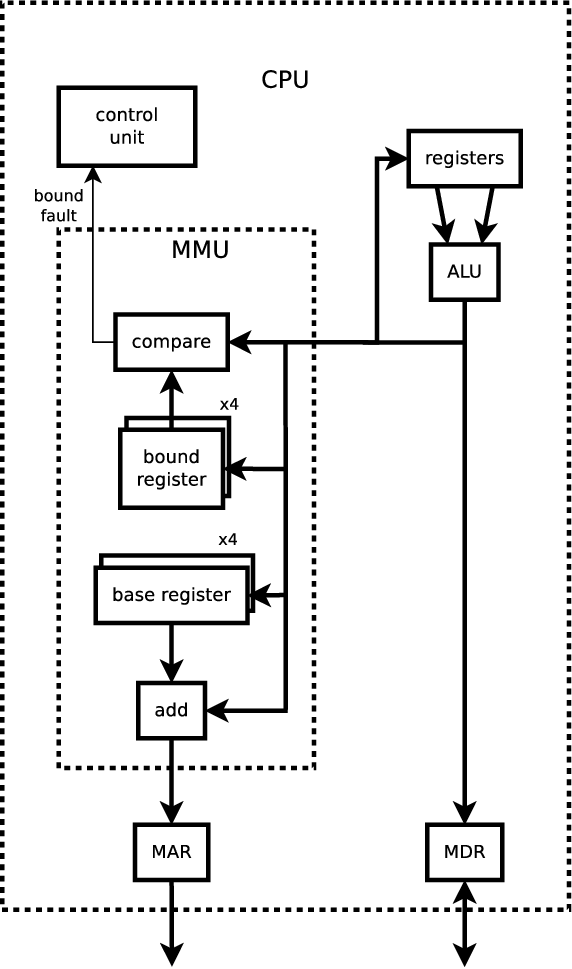 CPU
control
unit
registers
bound
fault
MMU
ALU
compare
x4
bound
register
x4
base register
add
MAR
MDR